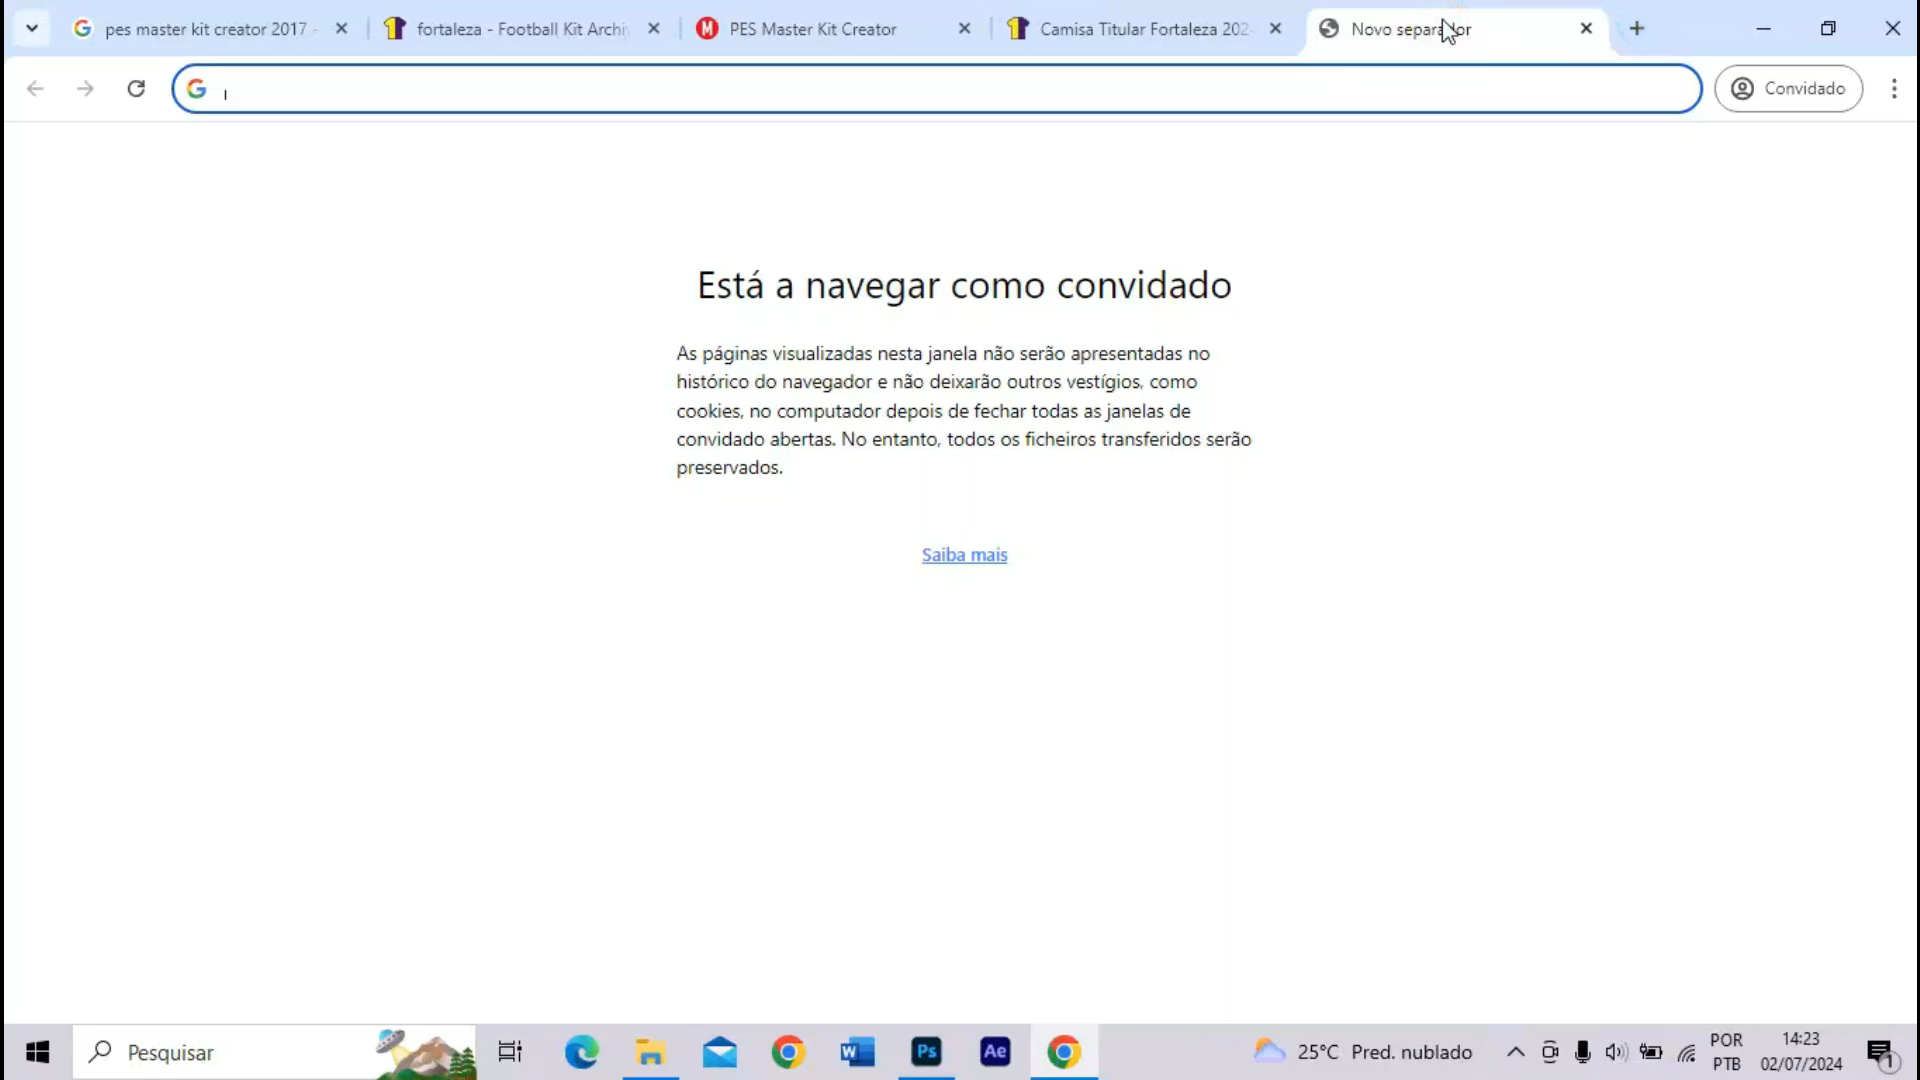 pes master kit creator 2017 -
fortaleza - Football Kit Archi
PES Master Kit Creator
Camisa Titular Fortaleza 202
Novo separador
Convidado
Está a navegar como convidado
As páginas visualizadas nesta janela não serão apresentadas no
histórico do navegador e não deixarão outros vestígios, como
cookies, no computador depois de fechar todas as janelas de
convidado abertas. No entanto, todos os ficheiros transferidos serão
preservados.
Saiba mais
Pesquisar
Ps
Ae
25°C Pred. nublado
POR
PTB
14:23
02/07/2024
1